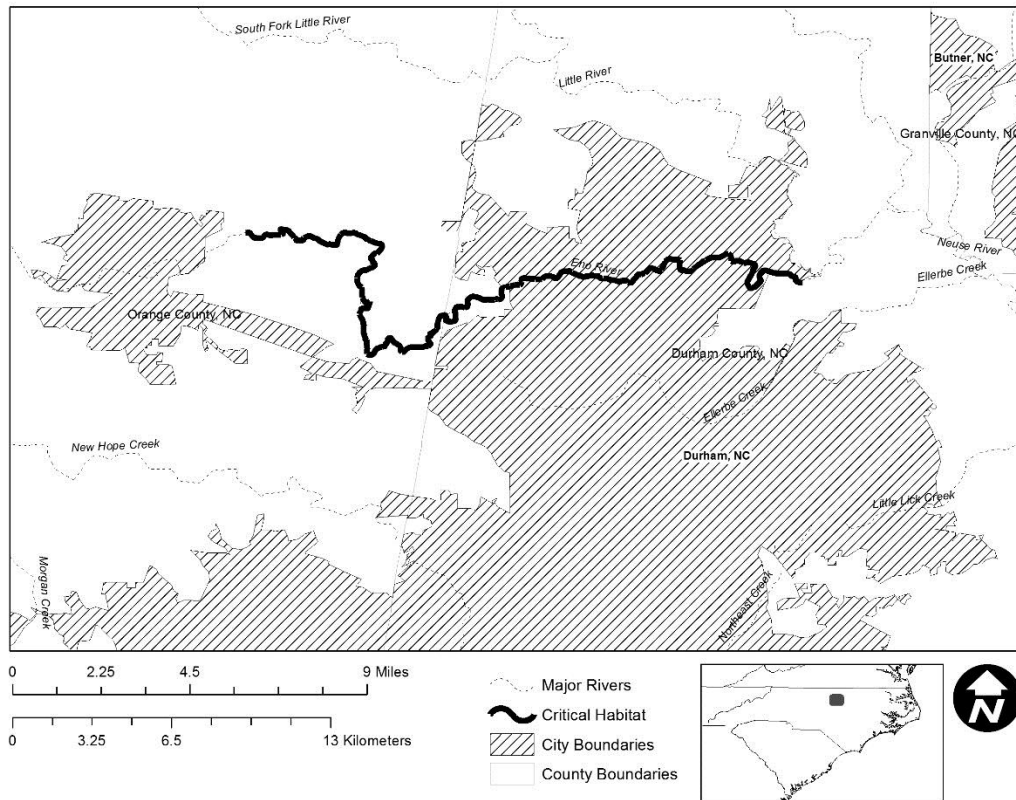 South Fork Little River
Butner, NC
Little River
Granville County, NC
Neuse River
Eno River
Ellerbe Creek
Orange County, NC
Durham County, NC
Ellerbe Creek
New Hope Creek
Durham, NC
Little Lick Creek
Morgan Creek
Northeast Creek
0 2.25 4.5 9 Miles
0 3.25 6.5 13 Kilometers
Major Rivers
Critical Habitat
City Boundaries
County Boundaries
N